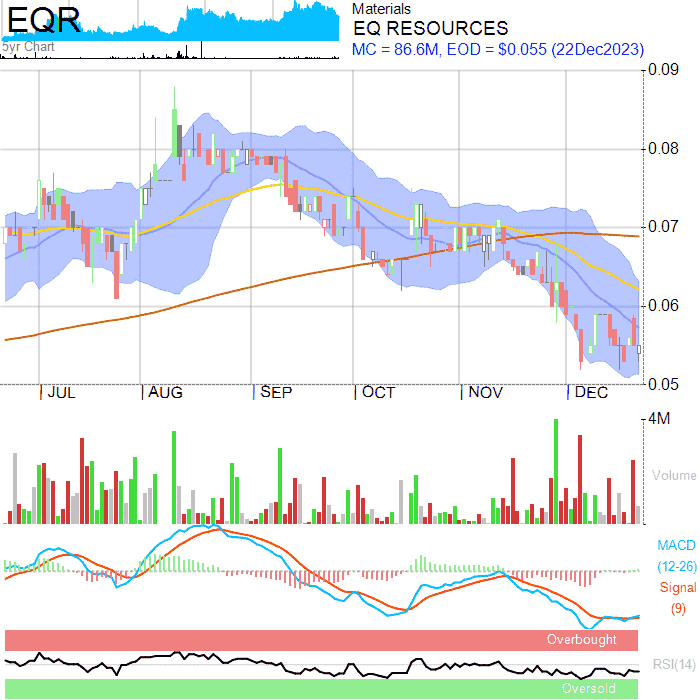 EQR
5yr Chart
Materials
EQ RESOURCES
MC = 86.6M, EOD = $0.055 (22Dec2023)
0.09
0.08
0.07
0.06
0.05
JUL
AUG
SEP
OCT
NOV
DEC
4M
Volume
MACD
(12-26)
Signal
(9)
Overbought
RSI(14)
Oversold